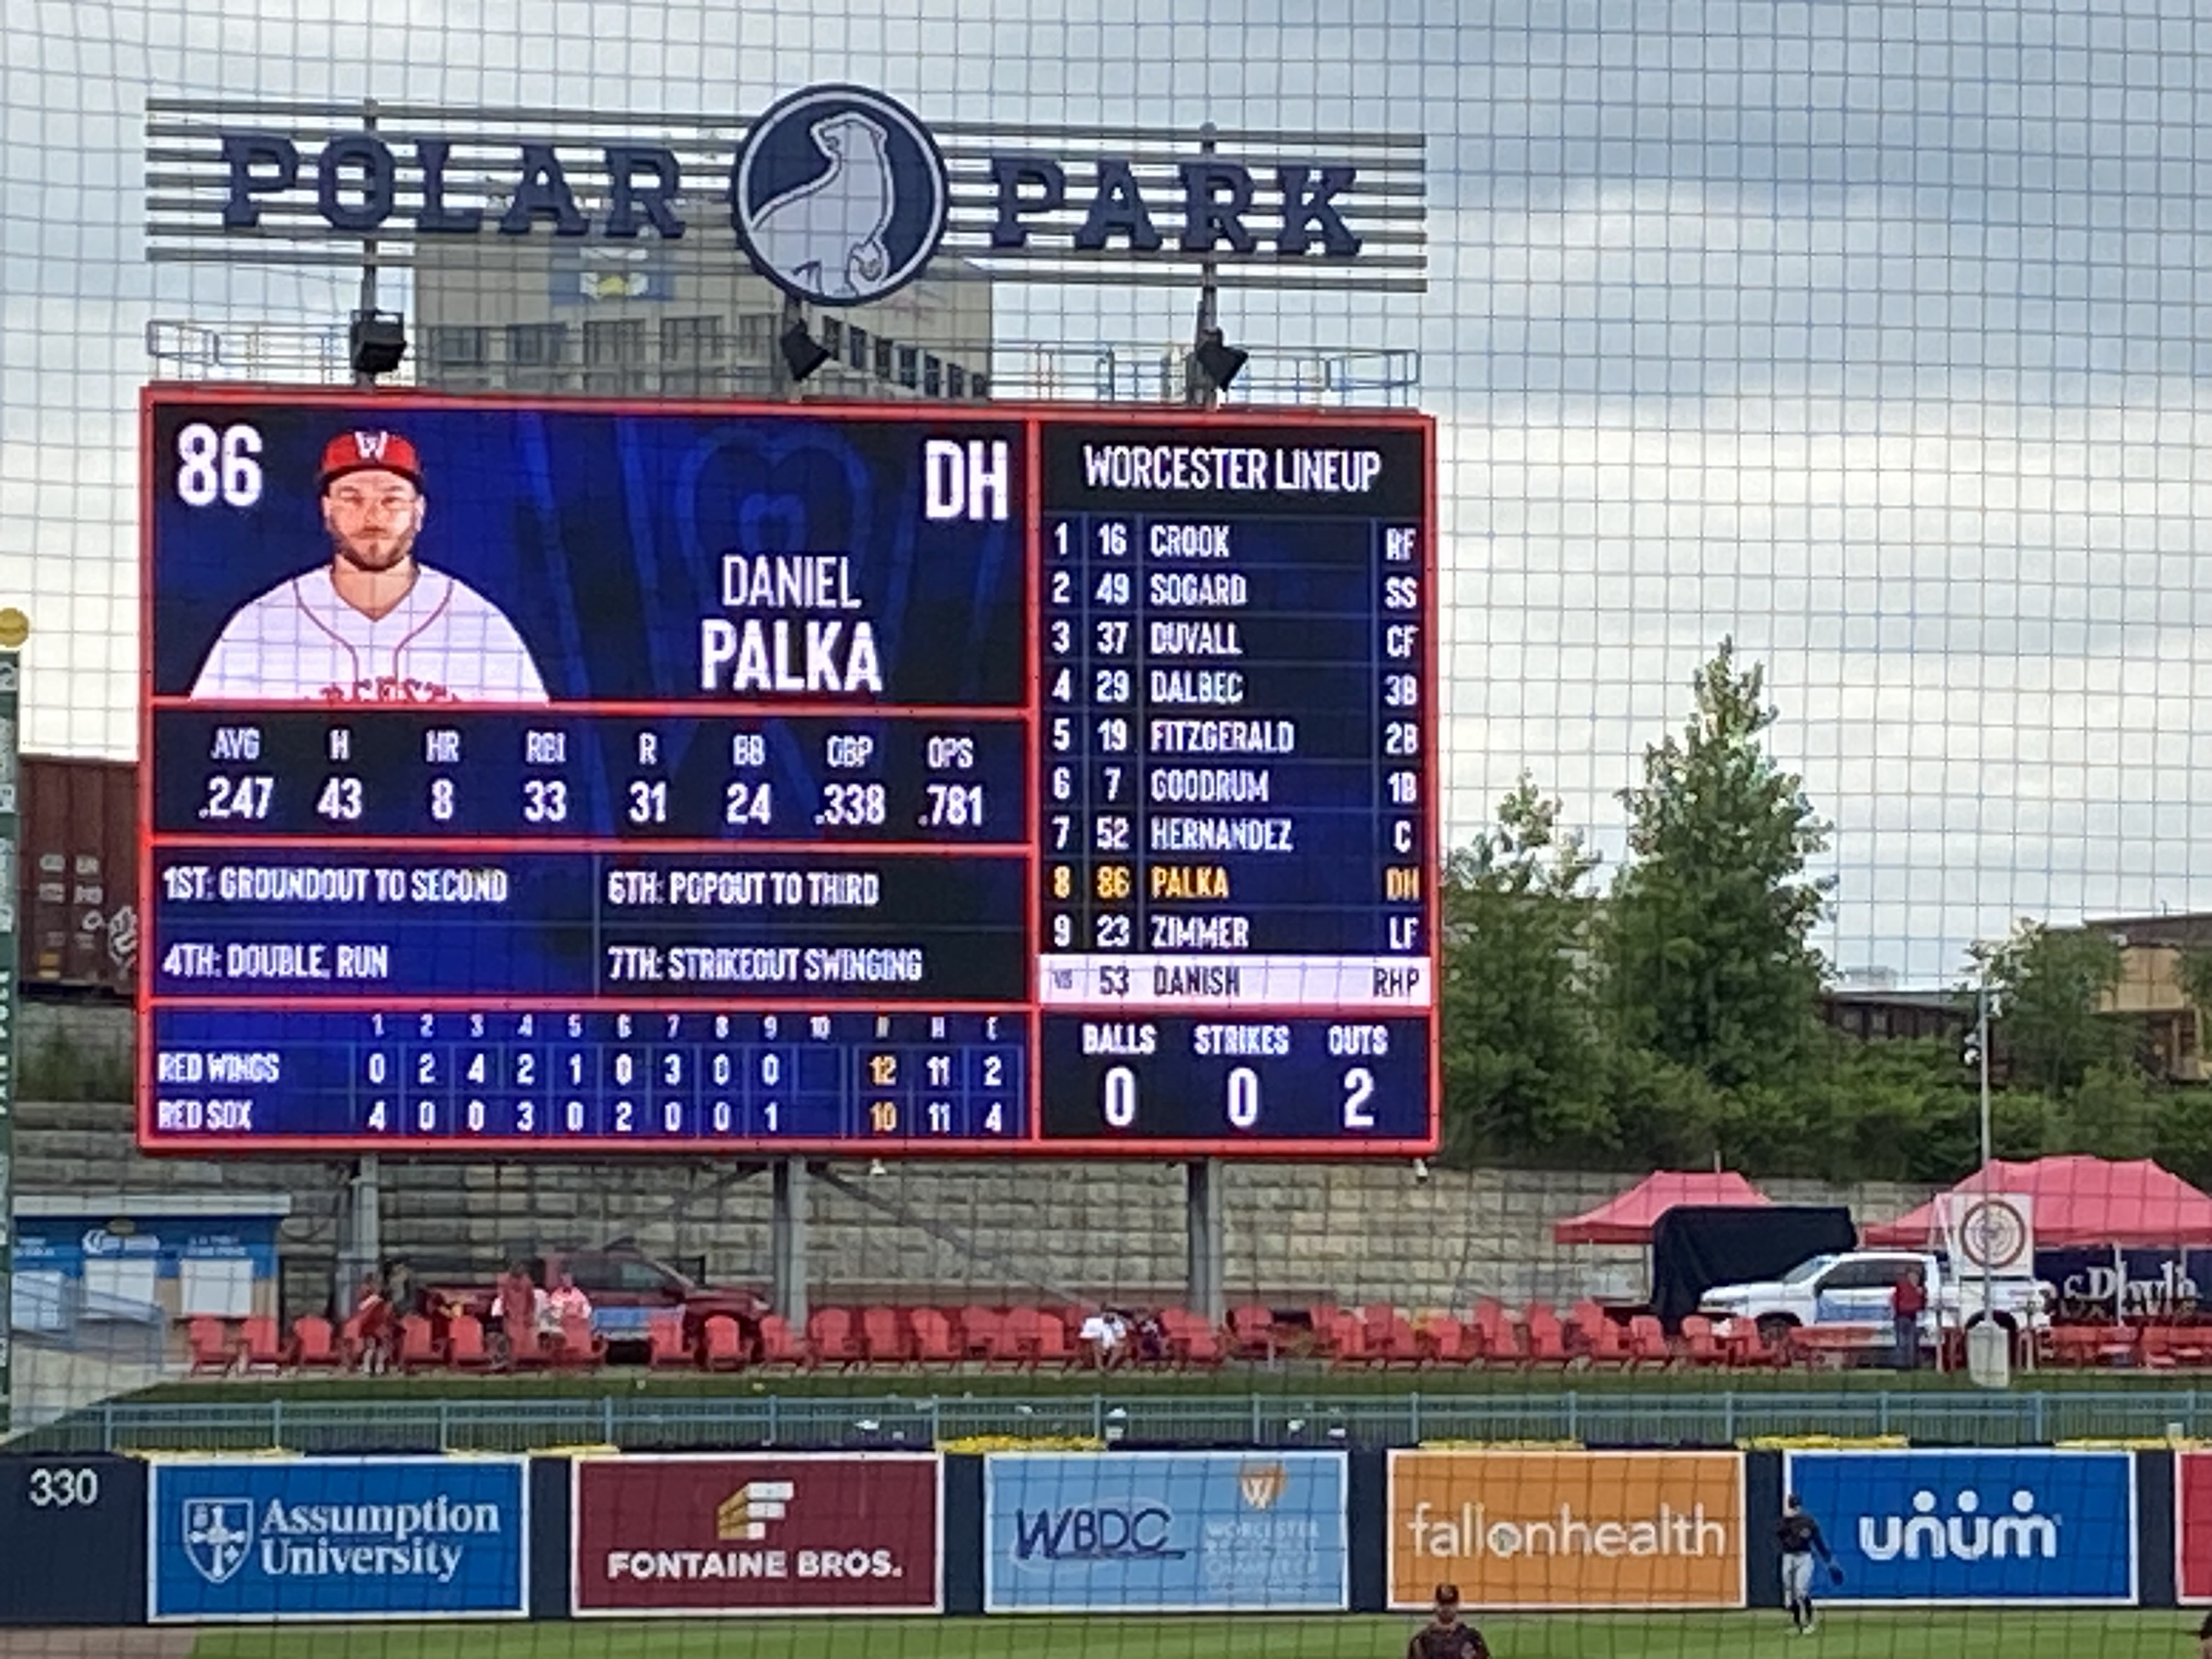 POLAR PARK
86
DH
DANIEL
PALKA
AVG H HR RBI R BB OBP OPS
.247 43 8 33 31 24 .338 .781
1ST: GROUNDOUT TO SECOND
6TH: POPOUT TO THIRD
4TH: DOUBLE, RUN
7TH: STRIKEOUT SWINGING
1 2 3 4 5 6 7 8 9 10 R H E
RED WINGS 0 2 4 2 1 0 3 0 0 12 11 2
RED SOX 4 0 0 3 0 2 0 0 1 10 11 4
WORCESTER LINEUP
1 16 CROOK RF
2 49 SOGARD SS
3 37 DUVALL CF
4 29 DALBEC 3B
5 19 FITZGERALD 2B
6 7 GOODRUM 1B
7 52 HERNANDEZ C
8 86 PALKA DH
9 23 ZIMMER LF
VS 53 DANISH RHP
BALLS STRIKES OUTS
0 0 2
330
Assumption
University
FONTAINE BROS.
WBDC
W
WORCESTER
REGIONAL
CHAMBER
fallonhealth
unum